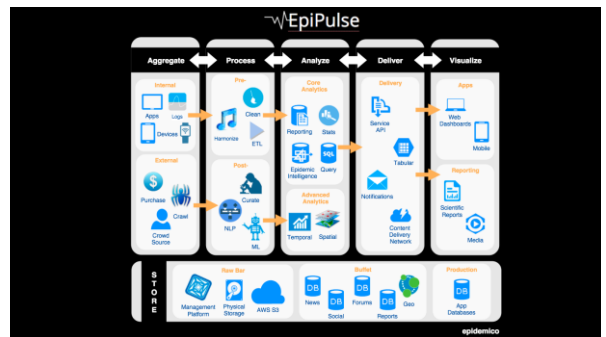 EpiPulse
Aggregate
Process
Analyze
Deliver
Visualize
Internet
Apps
Logs
Devices
External
Purchase
Crawl
Crowd
Source
Pre-
Clean
Harmonize
ETL
Post-
Curate
NLP
ML
Core
Analytics
Reporting
Stats
SQL
Epidemic
Intelligence
Query
Advanced
Analytics
Temporal
Spatial
Delivery
Service
API
Tabular
Notifications
Content
Delivery
Network
Apps
Web
Dashboards
Mobile
Reporting
Scientific
Reports
Media
STORE
Raw Bar
Management
Platform
Physical
Storage
AWS S3
Buffet
DB
News
DB
Social
DB
Forums
DB
Reports
Geo
Production
DB
App
Databases
epidemico